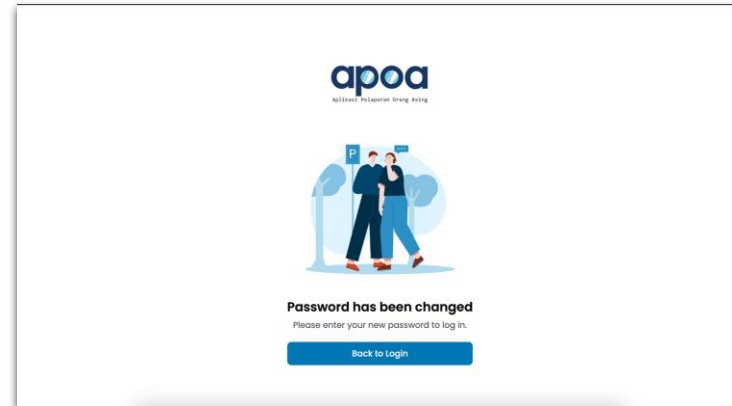 apoa
Aplikasi Pelaporan Orang Asing
P
Password has been changed
Please enter your new password to log in.
Back to Login